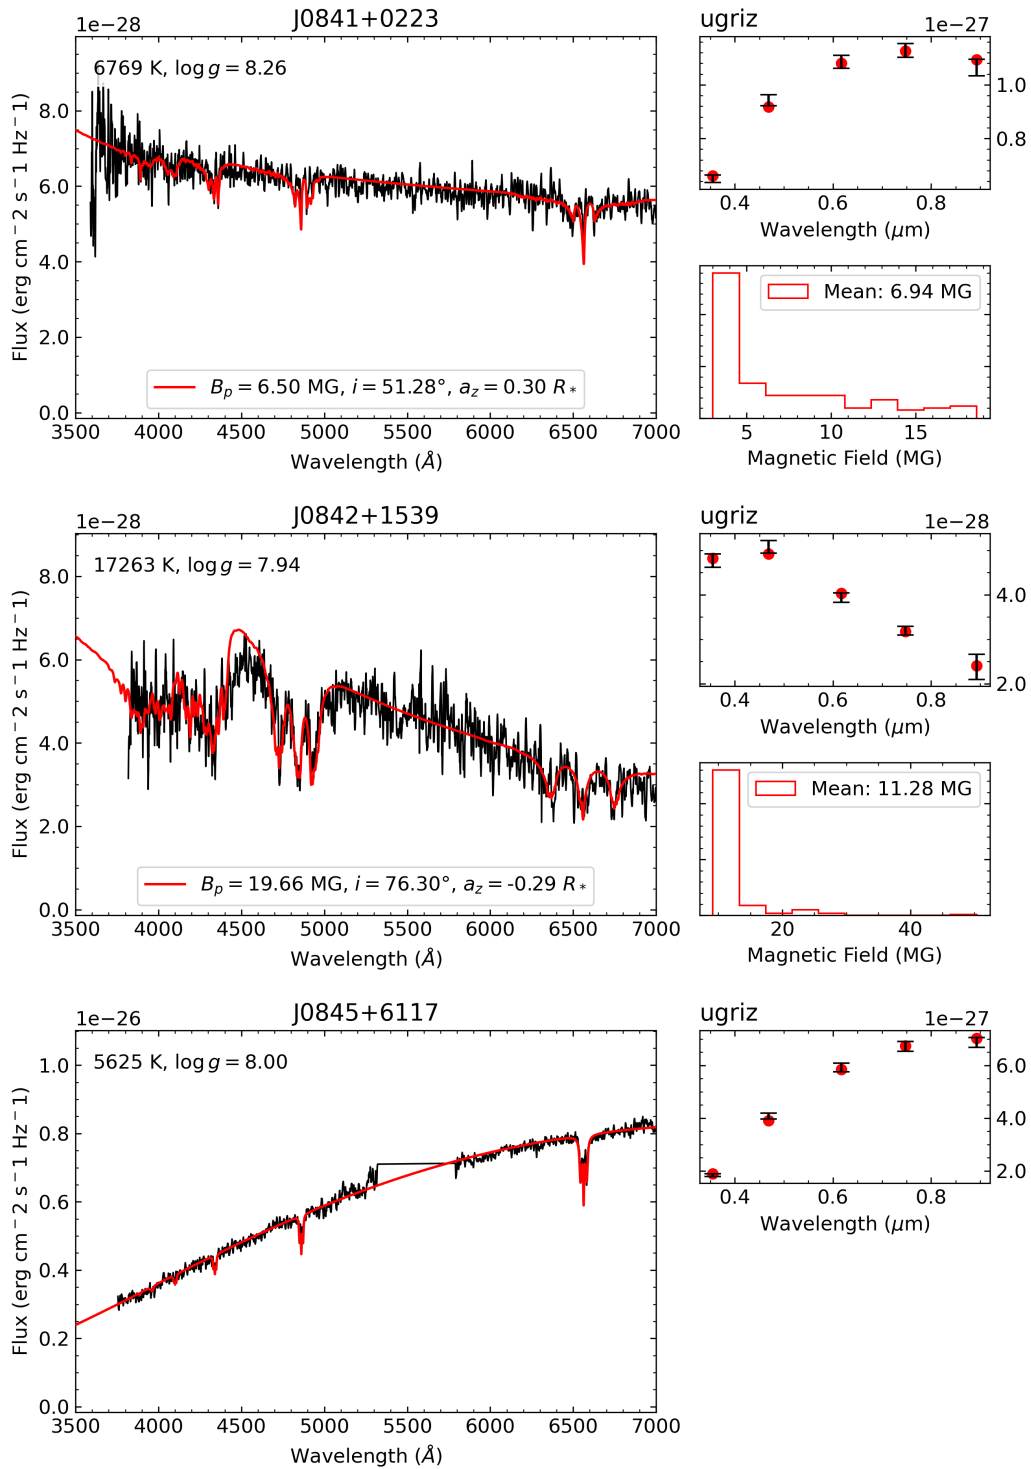 J0841+0223
1e−28
6769 K, log g = 8.26
8.0
6.0
4.0
2.0
0.0
Flux (erg cm−2 s−1 Hz−1)
B_p = 6.50 MG, i = 51.28°, a_z = 0.30 R*
3500 4000 4500 5000 5500 6000 6500 7000
Wavelength (Å)
ugriz
1e−27
1.0
0.8
0.4 0.6 0.8
Wavelength (μm)
Mean: 6.94 MG
5 10 15
Magnetic Field (MG)
J0842+1539
1e−28
17263 K, log g = 7.94
8.0
6.0
4.0
2.0
0.0
Flux (erg cm−2 s−1 Hz−1)
B_p = 19.66 MG, i = 76.30°, a_z = -0.29 R*
3500 4000 4500 5000 5500 6000 6500 7000
Wavelength (Å)
ugriz
1e−28
4.0
2.0
0.4 0.6 0.8
Wavelength (μm)
Mean: 11.28 MG
20 40
Magnetic Field (MG)
J0845+6117
1e−26
5625 K, log g = 8.00
1.0
0.8
0.6
0.4
0.2
0.0
Flux (erg cm−2 s−1 Hz−1)
3500 4000 4500 5000 5500 6000 6500 7000
Wavelength (Å)
ugriz
1e−27
6.0
4.0
2.0
0.4 0.6 0.8
Wavelength (μm)